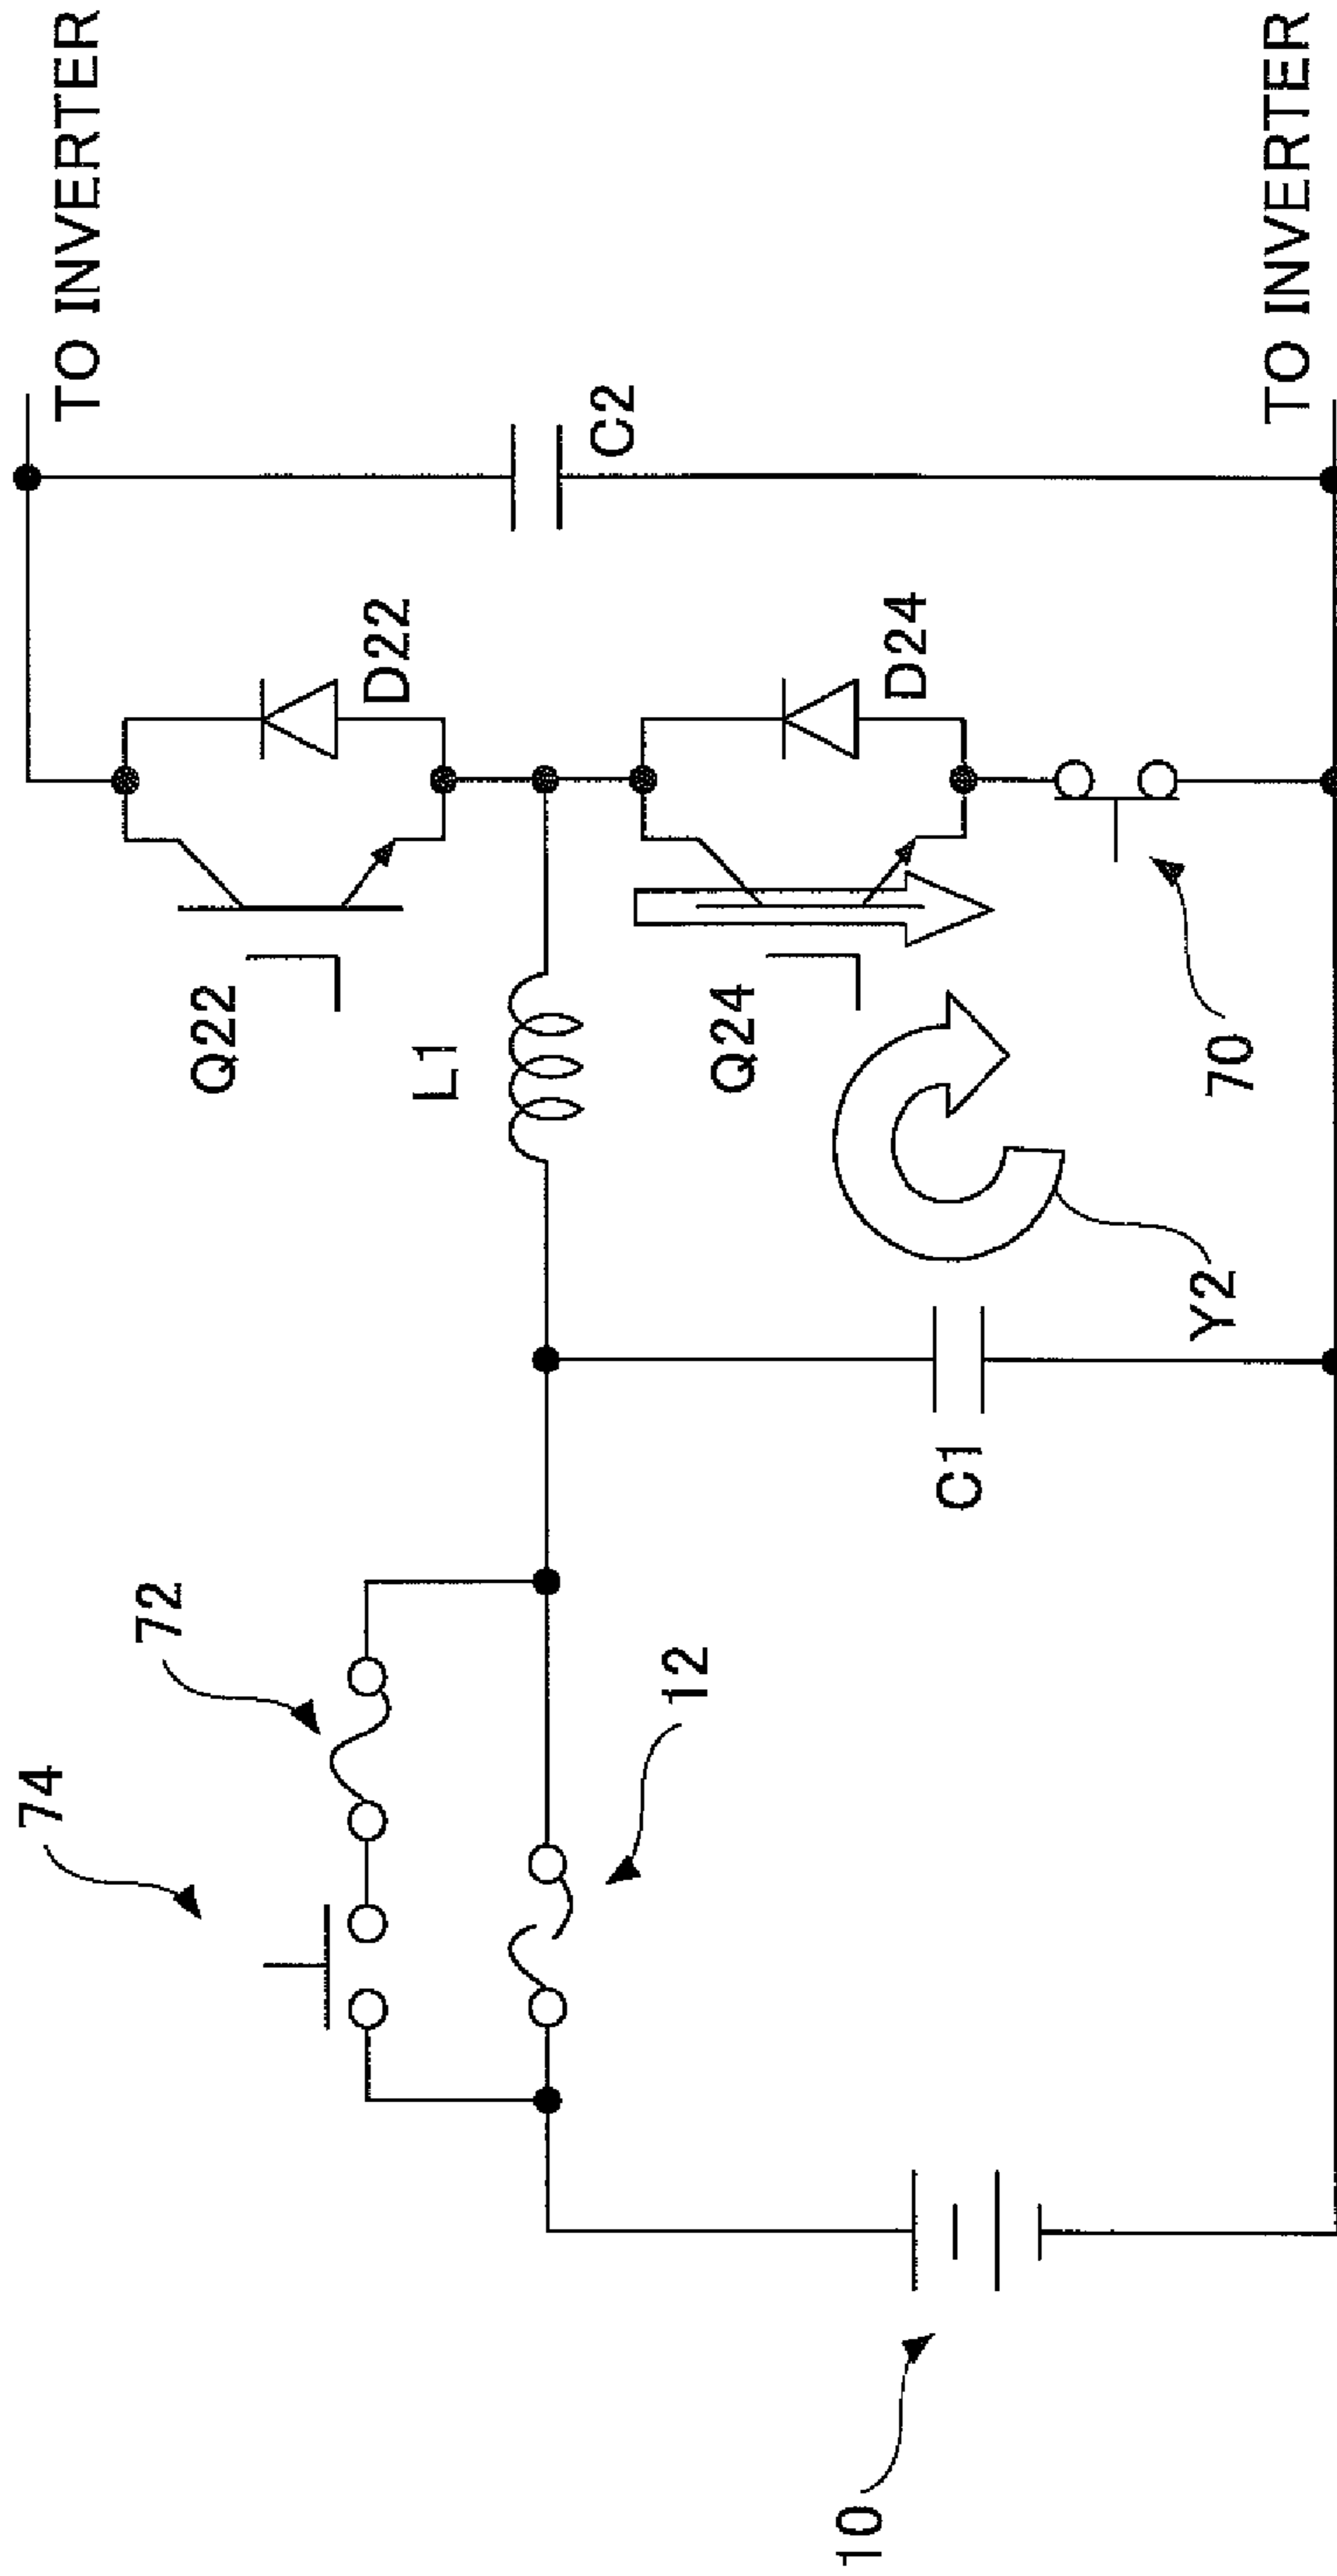 TO INVERTER
TO INVERTER
C2
D22
D24
Q22
L1
Q24
70
Y2
C1
72
74
12
10